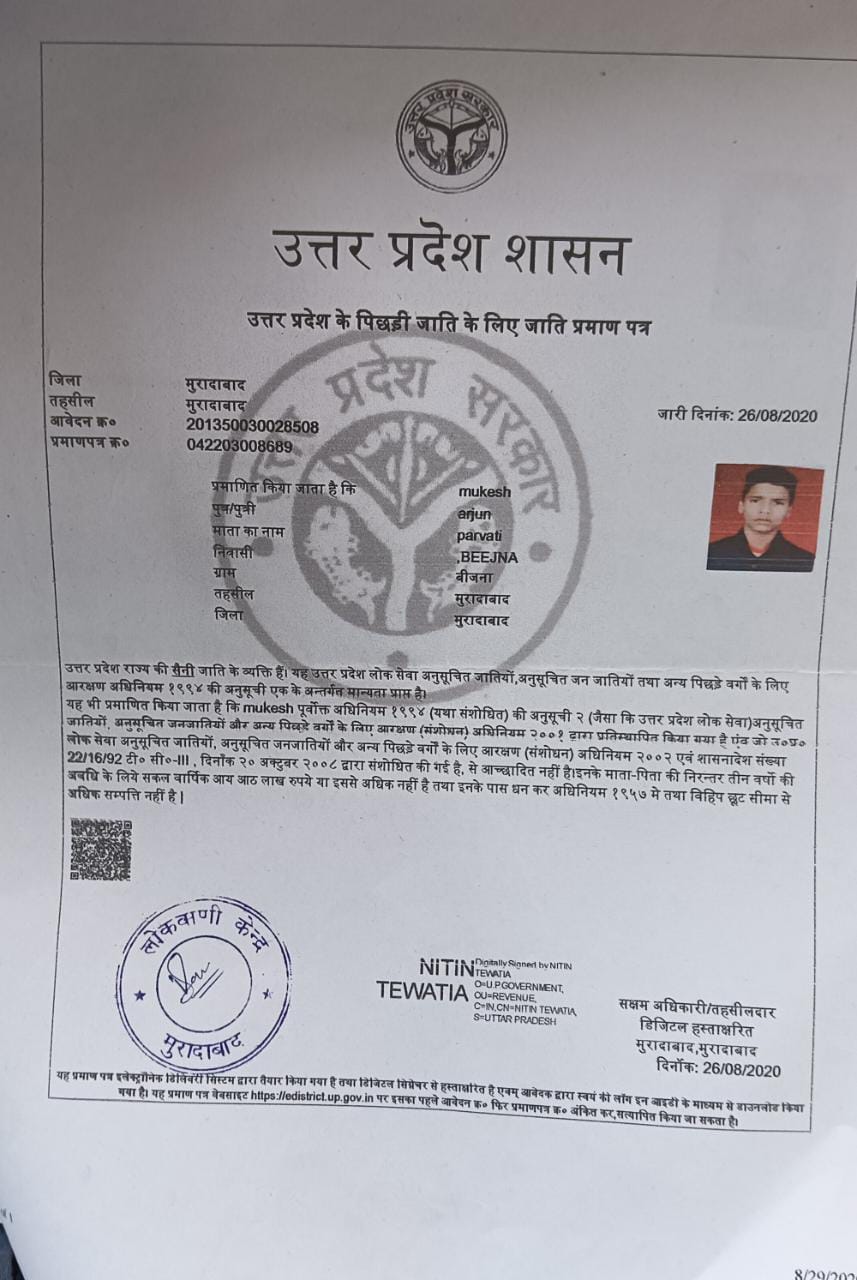 उत्तर प्रदेश सरकार
उत्तर प्रदेश शासन
उत्तर प्रदेश के पिछड़ी जाति के लिए जाति प्रमाण पत्र
जिला मुरादाबाद
तहसील मुरादाबाद
आवेदन क्र० 201350030028508
प्रमाणपत्र क्र० 042203008689
जारी दिनांक: 26/08/2020
प्रदेश सरकार
प्रमाणित किया जाता है कि mukesh
पुत्र/पुत्री arjun
माता का नाम parvati
निवासी ,BEEJNA
ग्राम बीजना
तहसील मुरादाबाद
जिला मुरादाबाद
उत्तर प्रदेश राज्य की सैनी जाति के व्यक्ति हैं। यह उत्तर प्रदेश लोक सेवा अनुसूचित जातियों,अनुसूचित जन जातियों तथा अन्य पिछड़े वर्गों के लिए
आरक्षण अधिनियम १९९४ की अनुसूची एक के अन्तर्गत मान्यता प्राप्त है।
यह भी प्रमाणित किया जाता है कि mukesh पूर्वोक्त अधिनियम १९९४ (यथा संशोधित) की अनुसूची २ (जैसा कि उत्तर प्रदेश लोक सेवा)अनुसूचित
जातियों, अनुसूचित जनजातियों और अन्य पिछड़े वर्गों के लिए आरक्षण (संशोधन) अधिनियम २००१ द्वारा प्रतिस्थापित किया गया है एंव जो उ०प्र०
लोक सेवा अनुसूचित जातियों, अनुसूचित जनजातियों और अन्य पिछड़े वर्गों के लिए आरक्षण (संशोधन) अधिनियम २००२ एवं शासनादेश संख्या
22/16/92 टी० सी०-III , दिनाँक २० अक्टुबर २००८ द्वारा संशोधित की गई है, से आच्छादित नहीं है।इनके माता-पिता की निरन्तर तीन वर्षों की
अवधि के लिये सकल वार्षिक आय आठ लाख रुपये या इससे अधिक नहीं है तथा इनके पास धन कर अधिनियम १९५७ मे तथा विहिप छूट सीमा से
अधिक सम्पत्ति नहीं है |
लोकवाणी केन्द्र
मुरादाबाद
NITIN TEWATIA
Digitally Signed by NITIN
TEWATIA
O=U.P.GOVERNMENT,
OU=REVENUE,
C=IN,CN=NITIN TEWATIA,
S=UTTAR PRADESH
सक्षम अधिकारी/तहसीलदार
डिजिटल हस्ताक्षरित
मुरादाबाद,मुरादाबाद
दिनाँक: 26/08/2020
यह प्रमाण पत्र इलेक्ट्रॉनिक डिलिवरी सिस्टम द्वारा तैयार किया गया है तथा डिजिटल सिग्नेचर से हस्ताक्षरित है एवम् आवेदक द्वारा स्वयं की लॉग इन आइडी के माध्यम से डाउनलोड किया
गया है। यह प्रमाण पत्र वेबसाइट https://edistrict.up.gov.in पर इसका पहले आवेदन क्र० फिर प्रमाणपत्र क्र० अंकित कर,सत्यापित किया जा सकता है।